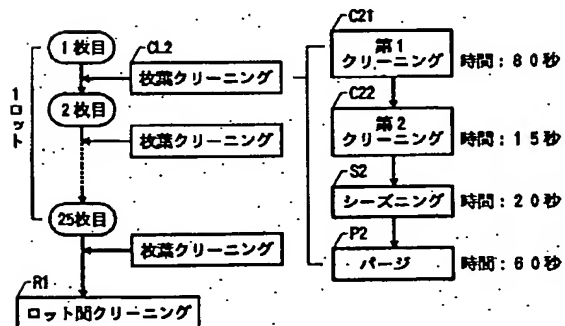 1ロット
1枚目
CL2
枚葉クリーニング
2枚目
枚葉クリーニング
25枚目
枚葉クリーニング
R1
ロット間クリーニング
C21
第1
クリーニング
時間:80秒
C22
第2
クリーニング
時間:15秒
S2
シーズニング
時間:20秒
P2
パージ
時間:60秒